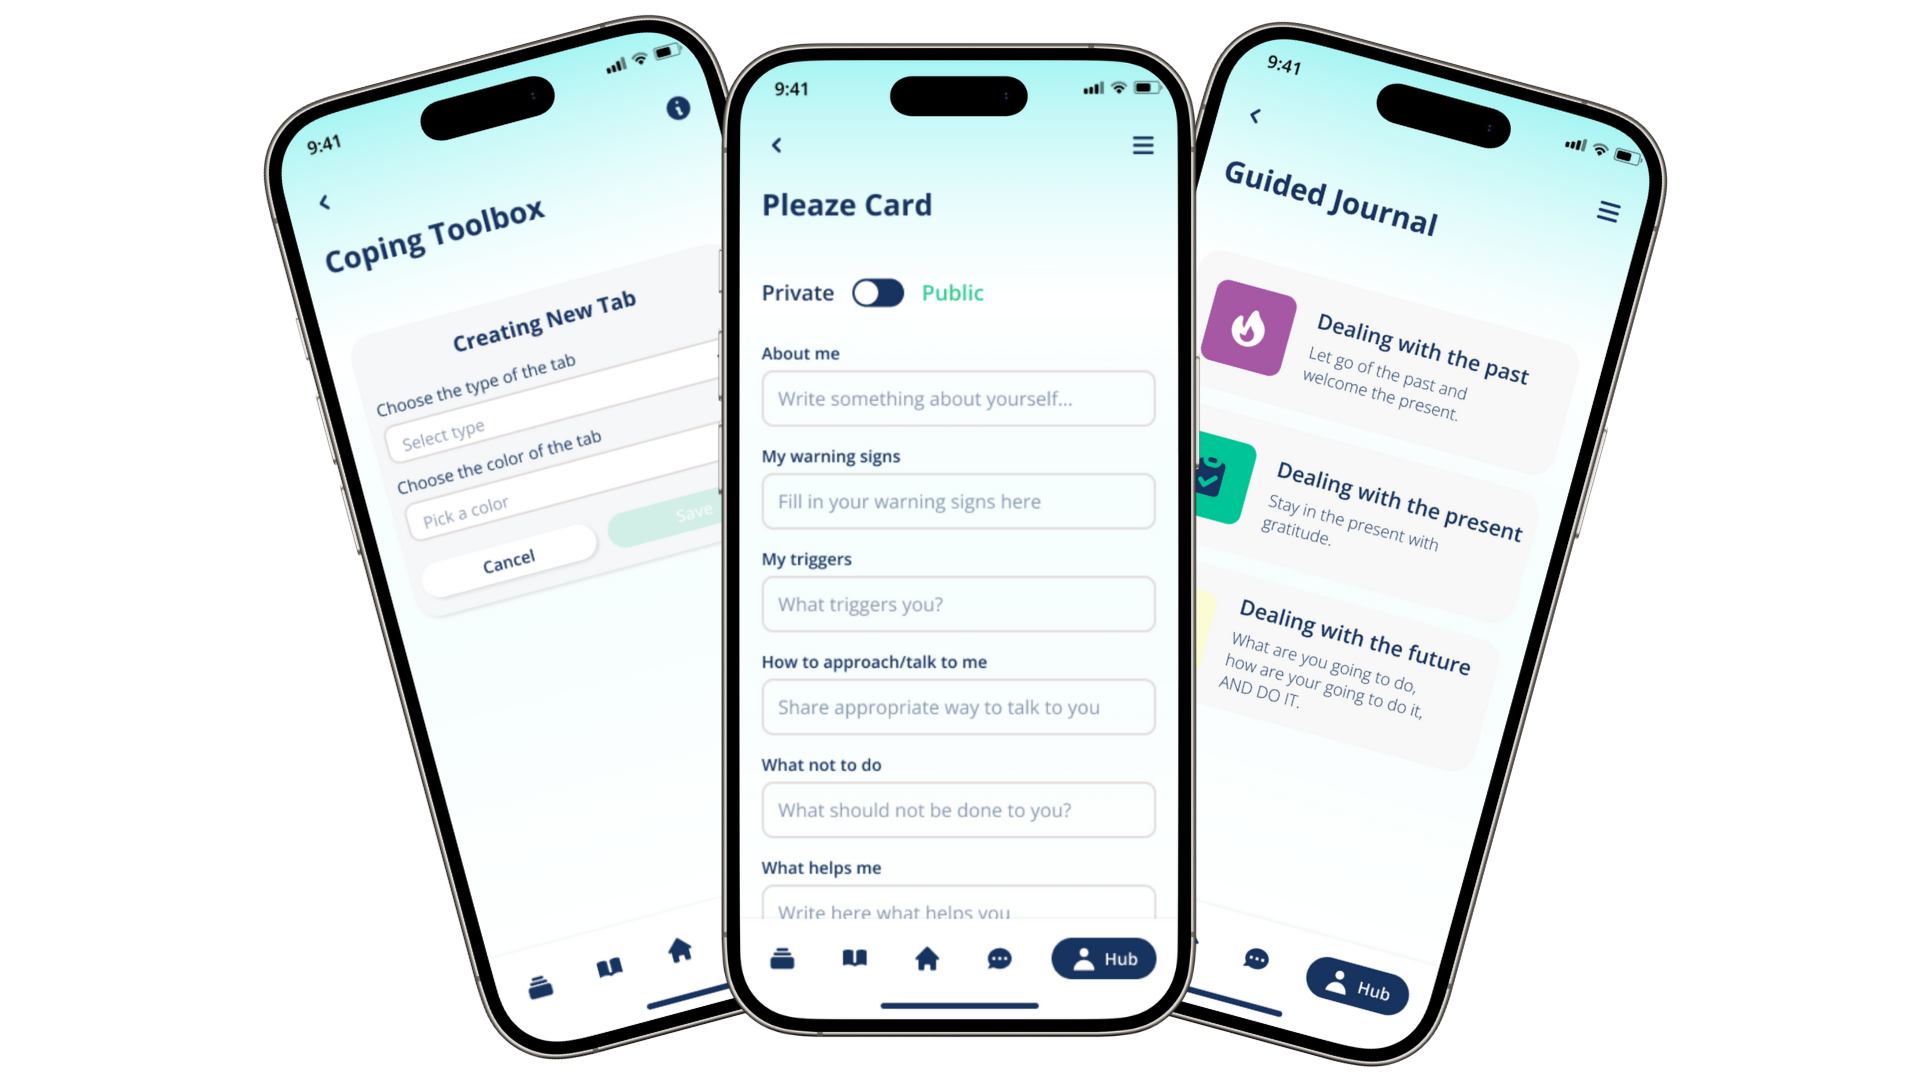 9:41
Coping Toolbox
Creating New Tab
Choose the type of the tab
Select type
Choose the color of the tab
Pick a color
Cancel
Save
9:41
Pleaze Card
Private
Public
About me
Write something about yourself...
My warning signs
Fill in your warning signs here
My triggers
What triggers you?
How to approach/talk to me
Share appropriate way to talk to you
What not to do
What should not be done to you?
What helps me
Write here what helps you
Hub
9:41
Guided Journal
Dealing with the past
Let go of the past and
welcome the present.
Dealing with the present
Stay in the present with
gratitude.
Dealing with the future
What are you going to do,
how are your going to do it,
AND DO IT.
Hub